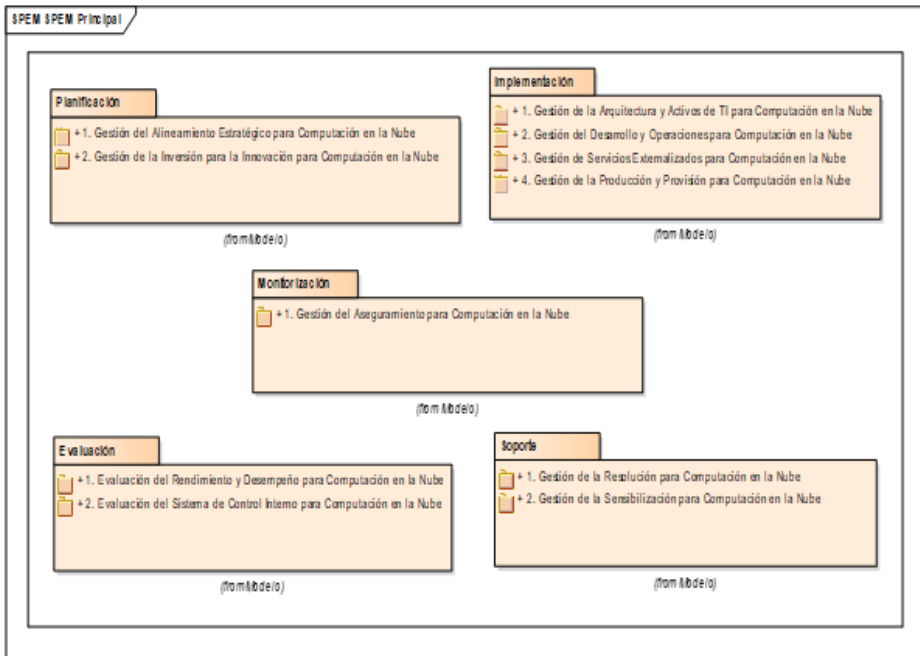 SPEM SPEM Principal
Planificación
+ 1. Gestión del Alineamiento Estratégico para Computación en la Nube
+ 2. Gestión de la Inversión para la Innovación para Computación en la Nube
(from Modelo)
Implementación
+ 1. Gestión de la Arquitectura y Activos de TI para Computación en la Nube
+ 2. Gestión del Desarrollo y Operaciones para Computación en la Nube
+ 3. Gestión de Servicios Externalizados para Computación en la Nube
+ 4. Gestión de la Producción y Provisión para Computación en la Nube
(from Modelo)
Monitorización
+ 1. Gestión del Aseguramiento para Computación en la Nube
(from Modelo)
Evaluación
+ 1. Evaluación del Rendimiento y Desempeño para Computación en la Nube
+ 2. Evaluación del Sistema de Control Interno para Computación en la Nube
(from Modelo)
Soporte
+ 1. Gestión de la Resolución para Computación en la Nube
+ 2. Gestión de la Sensibilización para Computación en la Nube
(from Modelo)